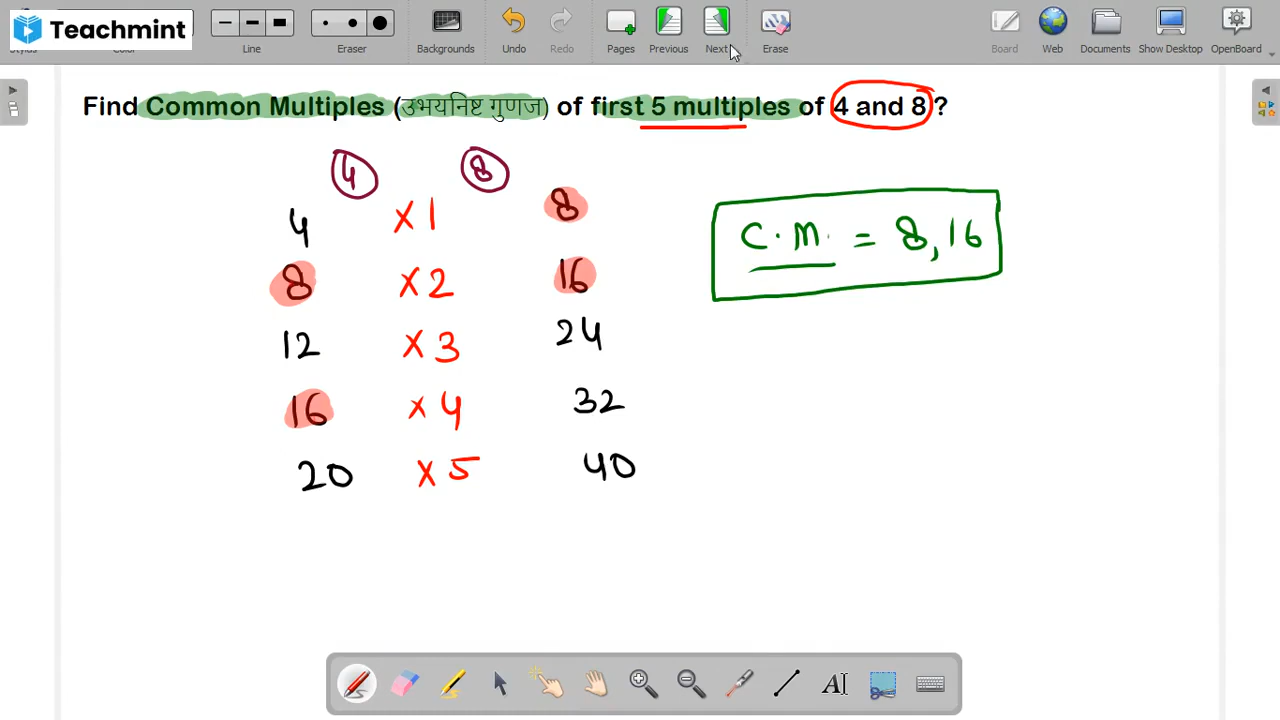 Teachmint
Line
Eraser
Backgrounds
Undo
Redo
Pages
Previous
Next
Erase
Board
Web
Documents
Show Desktop
OpenBoard
Find Common Multiples (उभयनिष्ट गुणज) of first 5 multiples of 4 and 8 ?
4 8
4 X 1 8
8 X 2 16
12 X 3 24
16 X 4 32
20 X 5 40
C.M. = 8, 16
AI